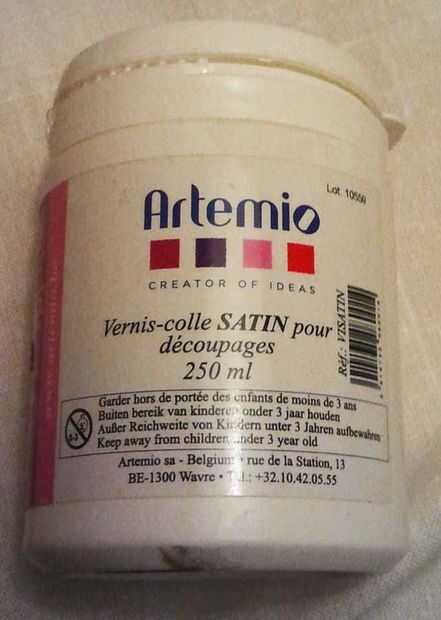 Lot. 10550
Artemio
CREATOR OF IDEAS
Vernis-colle SATIN pour
découpages
250 ml
Réf.: VISATIN
Garder hors de portée des enfants de moins de 3 ans
Buiten bereik van kinderen onder 3 jaar houden
Außer Reichweite von Kindern unter 3 Jahren aufbewahren
Keep away from children under 3 year old
0-3
Artemio sa - Belgium • rue de la Station, 13
BE-1300 Wavre • Tel.: +32.10.42.05.55